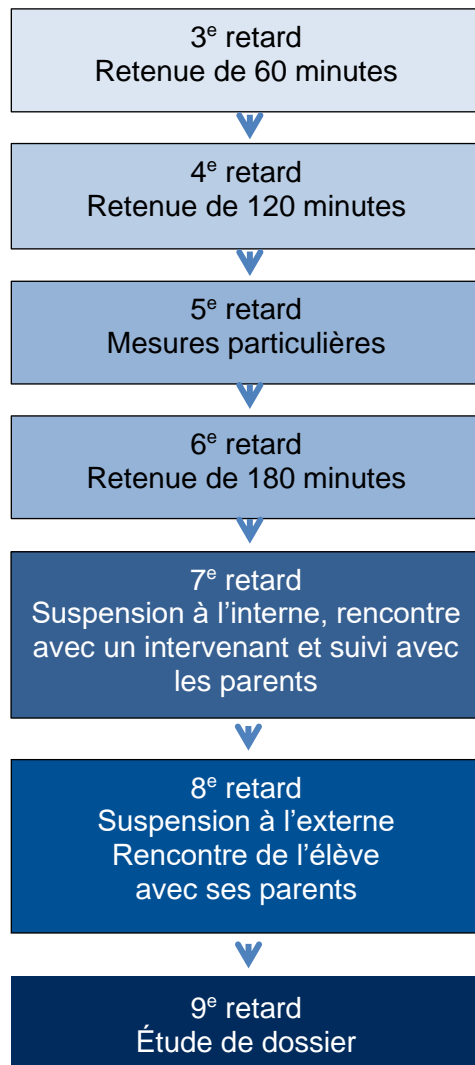 3e retard
Retenue de 60 minutes
4e retard
Retenue de 120 minutes
5e retard
Mesures particulières
6e retard
Retenue de 180 minutes
7e retard
Suspension à l’interne, rencontre
avec un intervenant et suivi avec
les parents
8e retard
Suspension à l’externe
Rencontre de l’élève
avec ses parents
9e retard
Étude de dossier